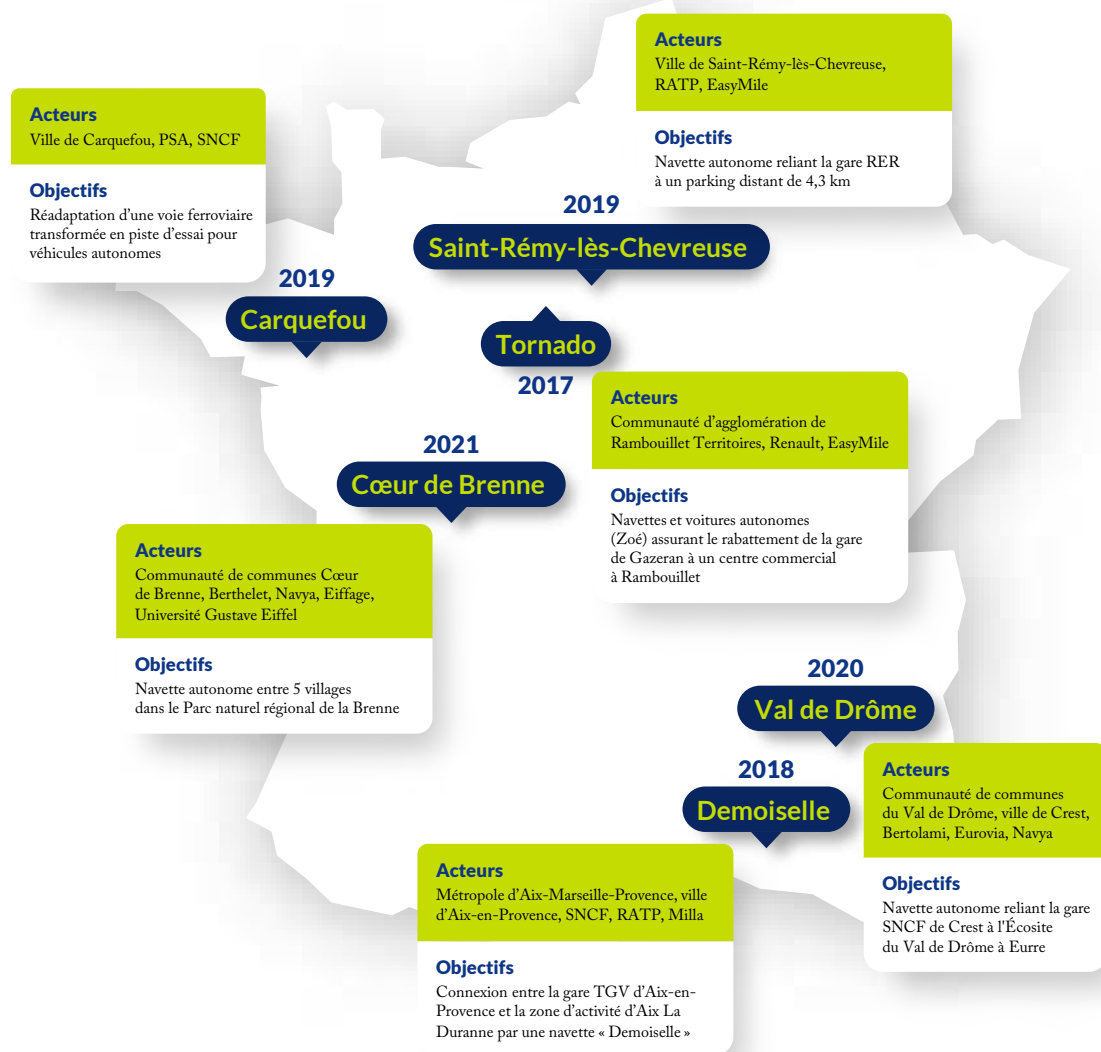 Acteurs
Ville de Saint-Rémy-lès-Chevreuse,
RATP, EasyMile
Objectifs
Navette autonome reliant la gare RER
à un parking distant de 4,3 km
2019
Saint-Rémy-lès-Chevreuse
Acteurs
Ville de Carquefou, PSA, SNCF
Objectifs
Réadaptation d’une voie ferroviaire
transformée en piste d’essai pour
véhicules autonomes
2019
Carquefou
Tornado
2017
Acteurs
Communauté d’agglomération de
Rambouillet Territoires, Renault, EasyMile
Objectifs
Navettes et voitures autonomes
(Zoé) assurant le rabattement de la gare
de Gazeran à un centre commercial
à Rambouillet
2021
Cœur de Brenne
Acteurs
Communauté de communes Cœur
de Brenne, Berthelet, Navya, Eiffage,
Université Gustave Eiffel
Objectifs
Navette autonome entre 5 villages
dans le Parc naturel régional de la Brenne
2020
Val de Drôme
Acteurs
Communauté de communes
du Val de Drôme, ville de Crest,
Bertolami, Eurovia, Navya
Objectifs
Navette autonome reliant la gare
SNCF de Crest à l'Écosite
du Val de Drôme à Eurre
2018
Demoiselle
Acteurs
Métropole d’Aix-Marseille-Provence, ville
d’Aix-en-Provence, SNCF, RATP, Milla
Objectifs
Connexion entre la gare TGV d’Aix-en-
Provence et la zone d’activité d’Aix La
Duranne par une navette « Demoiselle »